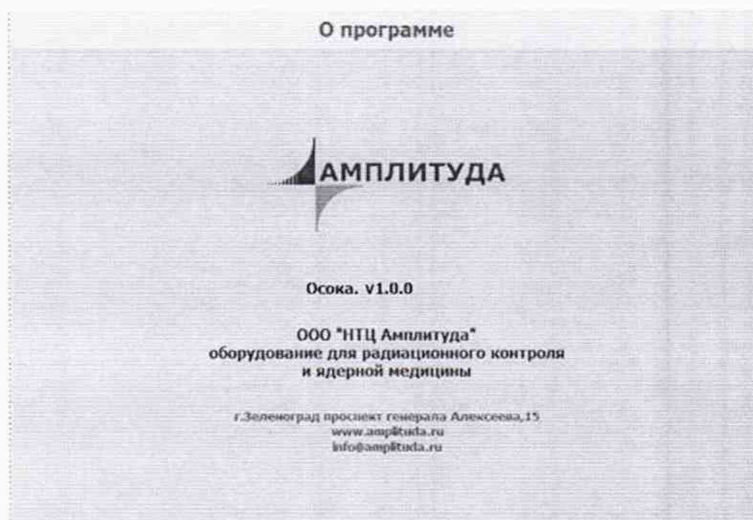 О программе
АМПЛИТУДА
Осока. v1.0.0
ООО "НТЦ Амплитуда"
оборудование для радиационного контроля
и ядерной медицины
г.Зеленоград проспект генерала Алексеева,15
www.amplituda.ru
info@amplituda.ru